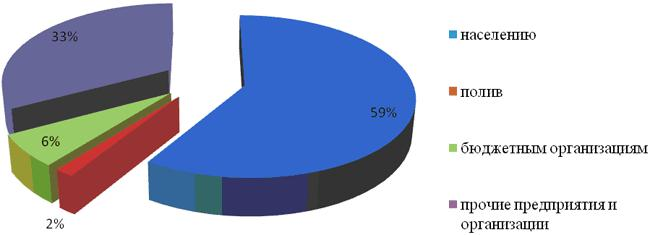 33%
59%
6%
2%
населению
полив
бюджетным организациям
прочие предприятия и
организации